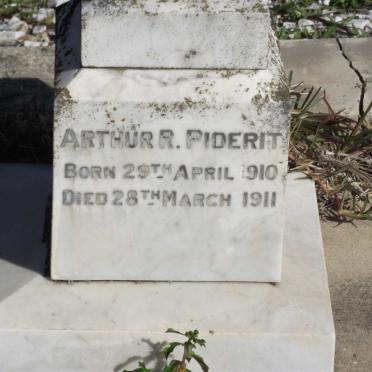 ARTHUR R. PIDERIT
BORN 29TH APRIL 1910
DIED 28TH MARCH 1911